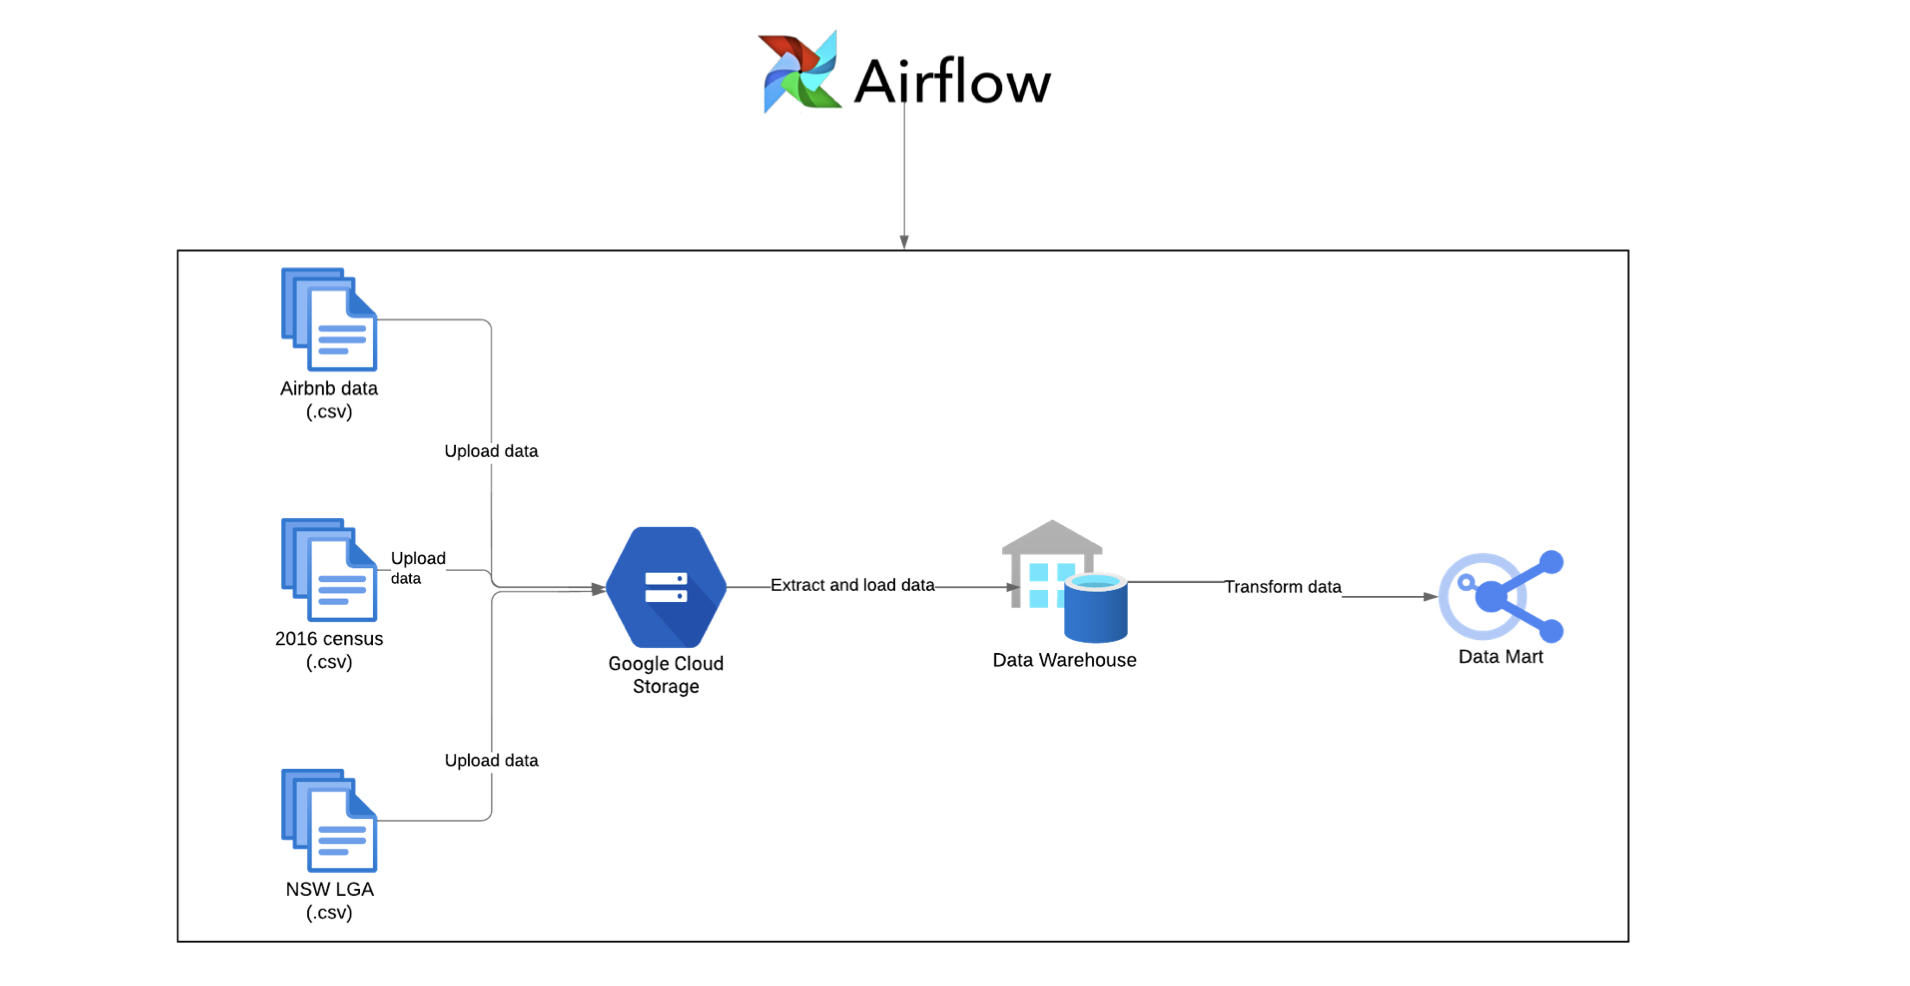 Airflow
Airbnb data
(.csv)
Upload data
Upload
data
2016 census
(.csv)
Google Cloud
Storage
Extract and load data
Data Warehouse
Transform data
Data Mart
Upload data
NSW LGA
(.csv)